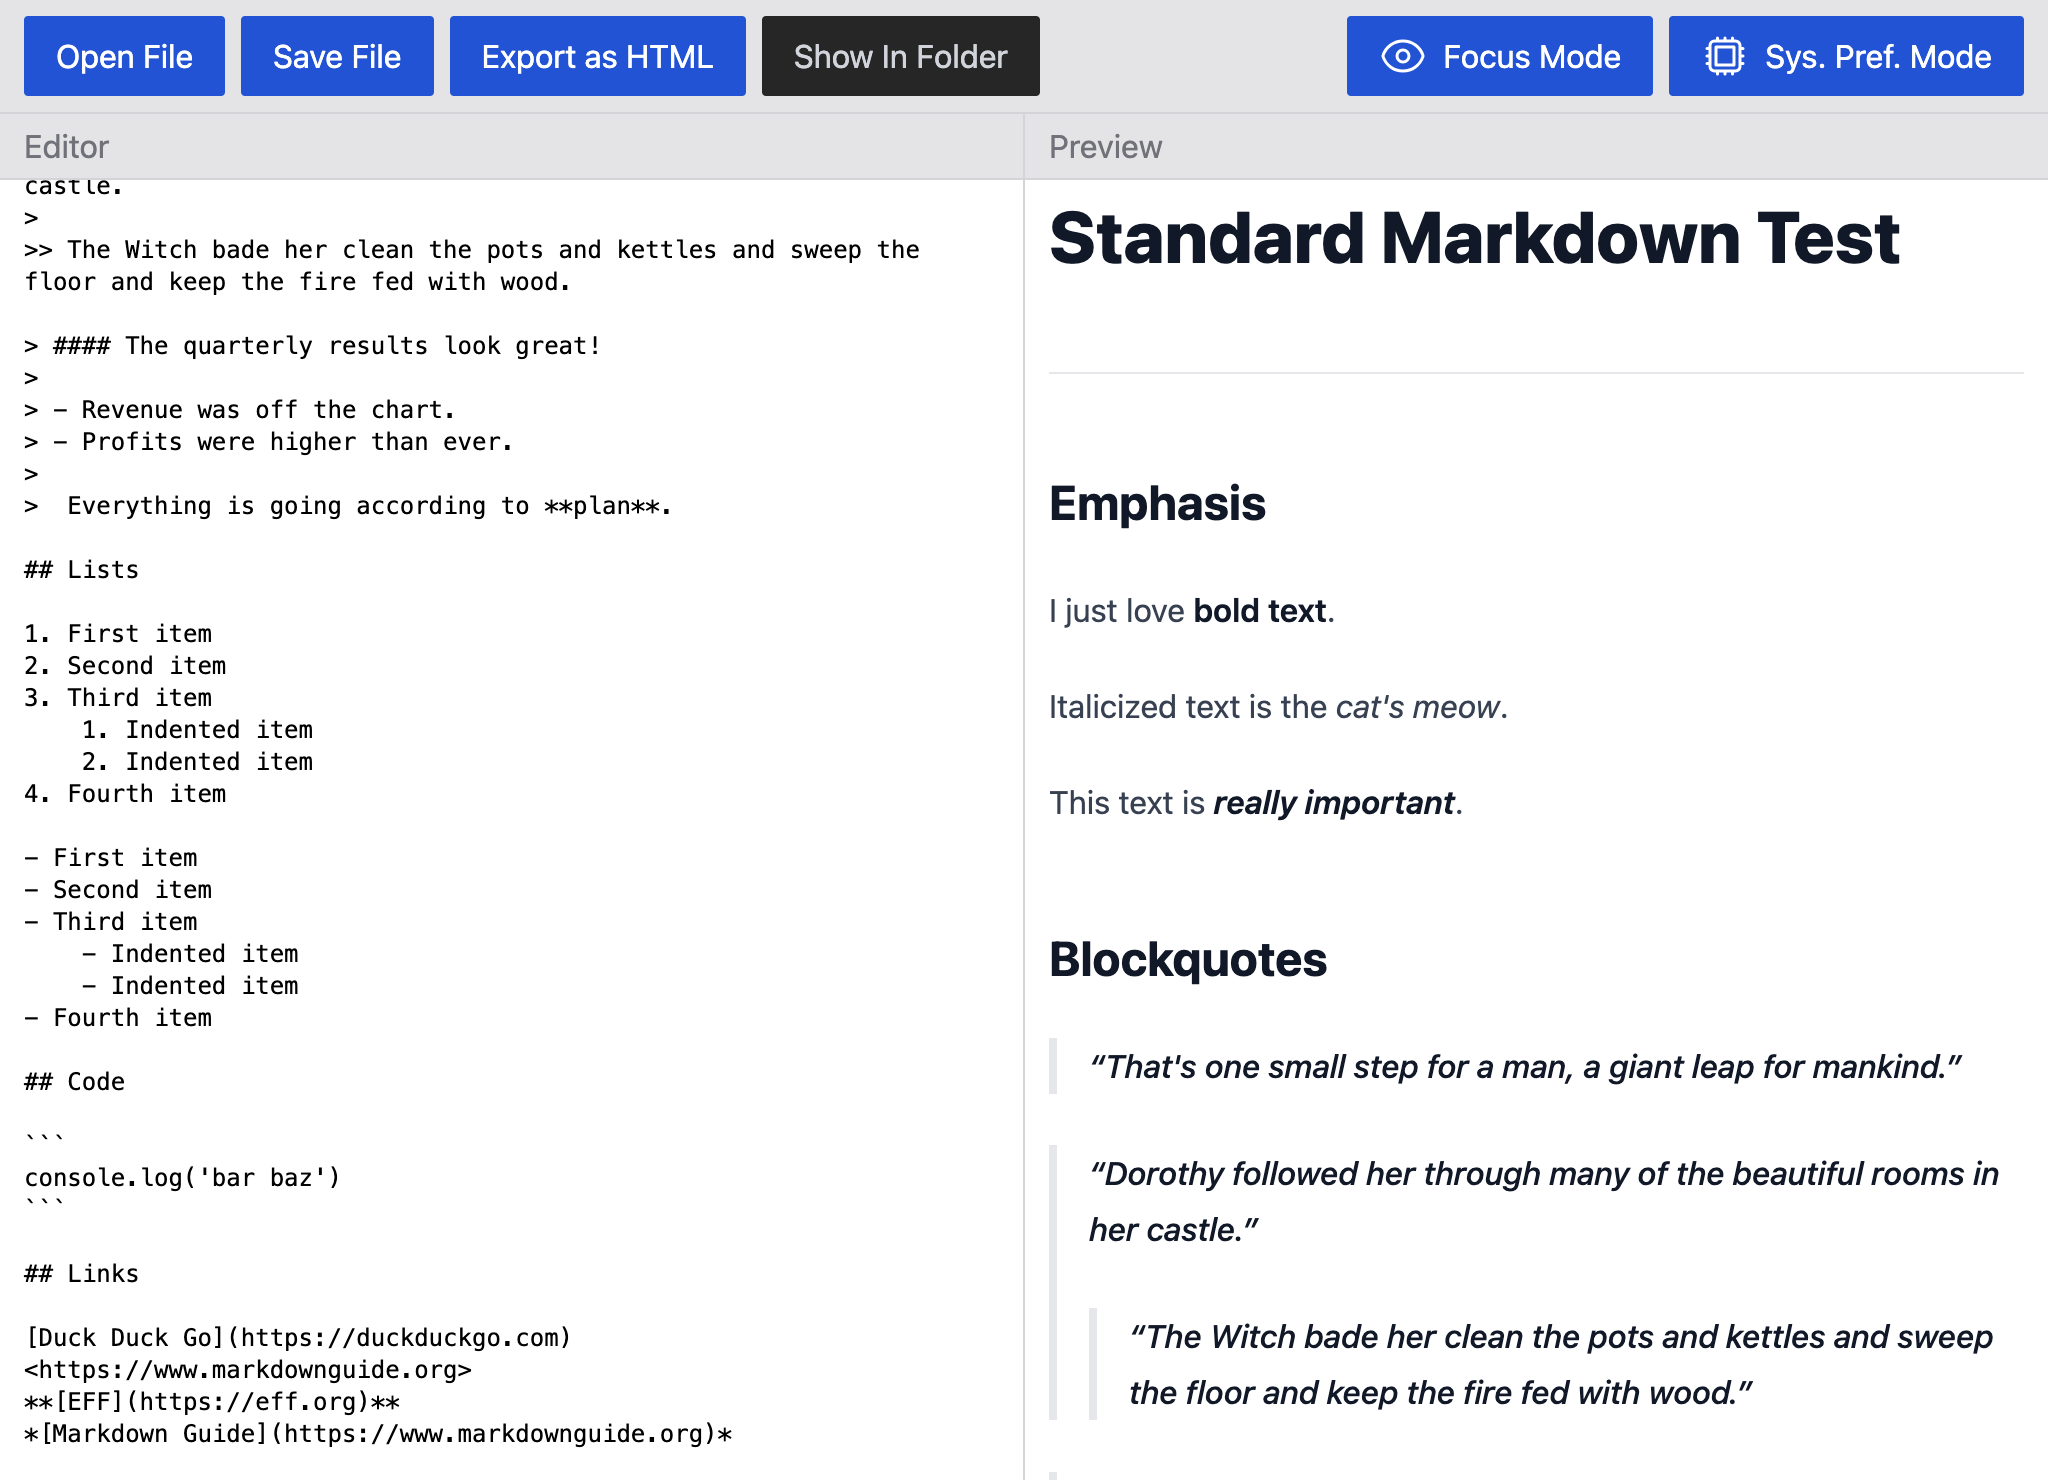 Open File Save File Export as HTML Show In Folder Focus Mode Sys. Pref. Mode
Editor
castle.
>
>> The Witch bade her clean the pots and kettles and sweep the
floor and keep the fire fed with wood.
> #### The quarterly results look great!
>
> - Revenue was off the chart.
> - Profits were higher than ever.
>
>  Everything is going according to **plan**.
## Lists
1. First item
2. Second item
3. Third item
    1. Indented item
    2. Indented item
4. Fourth item
- First item
- Second item
- Third item
    - Indented item
    - Indented item
- Fourth item
## Code
```
console.log('bar baz')
```
## Links
[Duck Duck Go](https://duckduckgo.com)
<https://www.markdownguide.org>
**[EFF](https://eff.org)**
*[Markdown Guide](https://www.markdownguide.org)*
Preview
Standard Markdown Test
Emphasis
I just love bold text.
Italicized text is the cat's meow.
This text is really important.
Blockquotes
“That's one small step for a man, a giant leap for mankind.”
“Dorothy followed her through many of the beautiful rooms in
her castle.”
“The Witch bade her clean the pots and kettles and sweep
the floor and keep the fire fed with wood.”